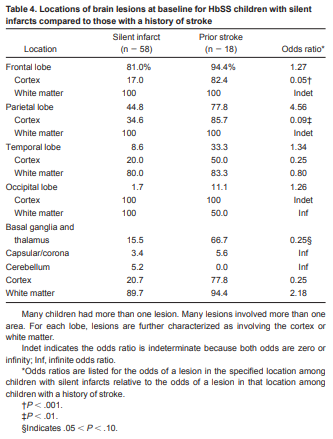 Table 4. Locations of brain lesions at baseline for HbSS children with silent
infarcts compared to those with a history of stroke
Silent infarct Prior stroke
Location (n – 58) (n – 18) Odds ratio*
Frontal lobe 81.0% 94.4% 1.27
Cortex 17.0 82.4 0.05†
White matter 100 100 Indet
Parietal lobe 44.8 77.8 4.56
Cortex 34.6 85.7 0.09‡
White matter 100 100 Indet
Temporal lobe 8.6 33.3 1.34
Cortex 20.0 50.0 0.25
White matter 80.0 83.3 0.80
Occipital lobe 1.7 11.1 1.26
Cortex 100 100 Indet
White matter 100 50.0 Inf
Basal ganglia and
thalamus 15.5 66.7 0.25§
Capsular/corona 3.4 5.6 Inf
Cerebellum 5.2 0.0 Inf
Cortex 20.7 77.8 0.25
White matter 89.7 94.4 2.18
Many children had more than one lesion. Many lesions involved more than one
area. For each lobe, lesions are further characterized as involving the cortex or
white matter.
Indet indicates the odds ratio is indeterminate because both odds are zero or
infinity; Inf, infinite odds ratio.
*Odds ratios are listed for the odds of a lesion in the specified location among
children with silent infarcts relative to the odds of a lesion in that location among
children with a history of stroke.
†P < .001.
‡P < .01.
§Indicates .05 < P < .10.